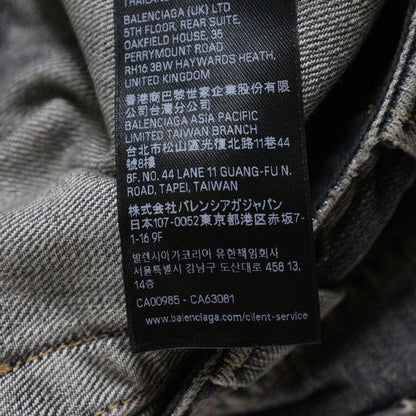 THAILAND
BALENCIAGA (UK) LTD
5TH FLOOR, REAR SUITE,
OAKFIELD HOUSE, 35
PERRYMOUNT ROAD
RH16 3BW HAYWARDS HEATH,
UNITED KINGDOM
香港商巴黎世家企業股份有限
公司台灣分公司
BALENCIAGA ASIA PACIFIC
LIMITED TAIWAN BRANCH
台北市松山區光復北路11巷44
號8樓
8F. NO. 44 LANE 11 GUANG-FU N.
ROAD, TAPEI, TAIWAN
株式会社バレンシアガジャパン
日本107-0052東京都港区赤坂7-
1-16 9F
발렌시아가코리아 유한책임회사
서울특별시 강남구 도산대로 458 13,
14층
CA00985 - CA63081
www.balenciaga.com/client-service